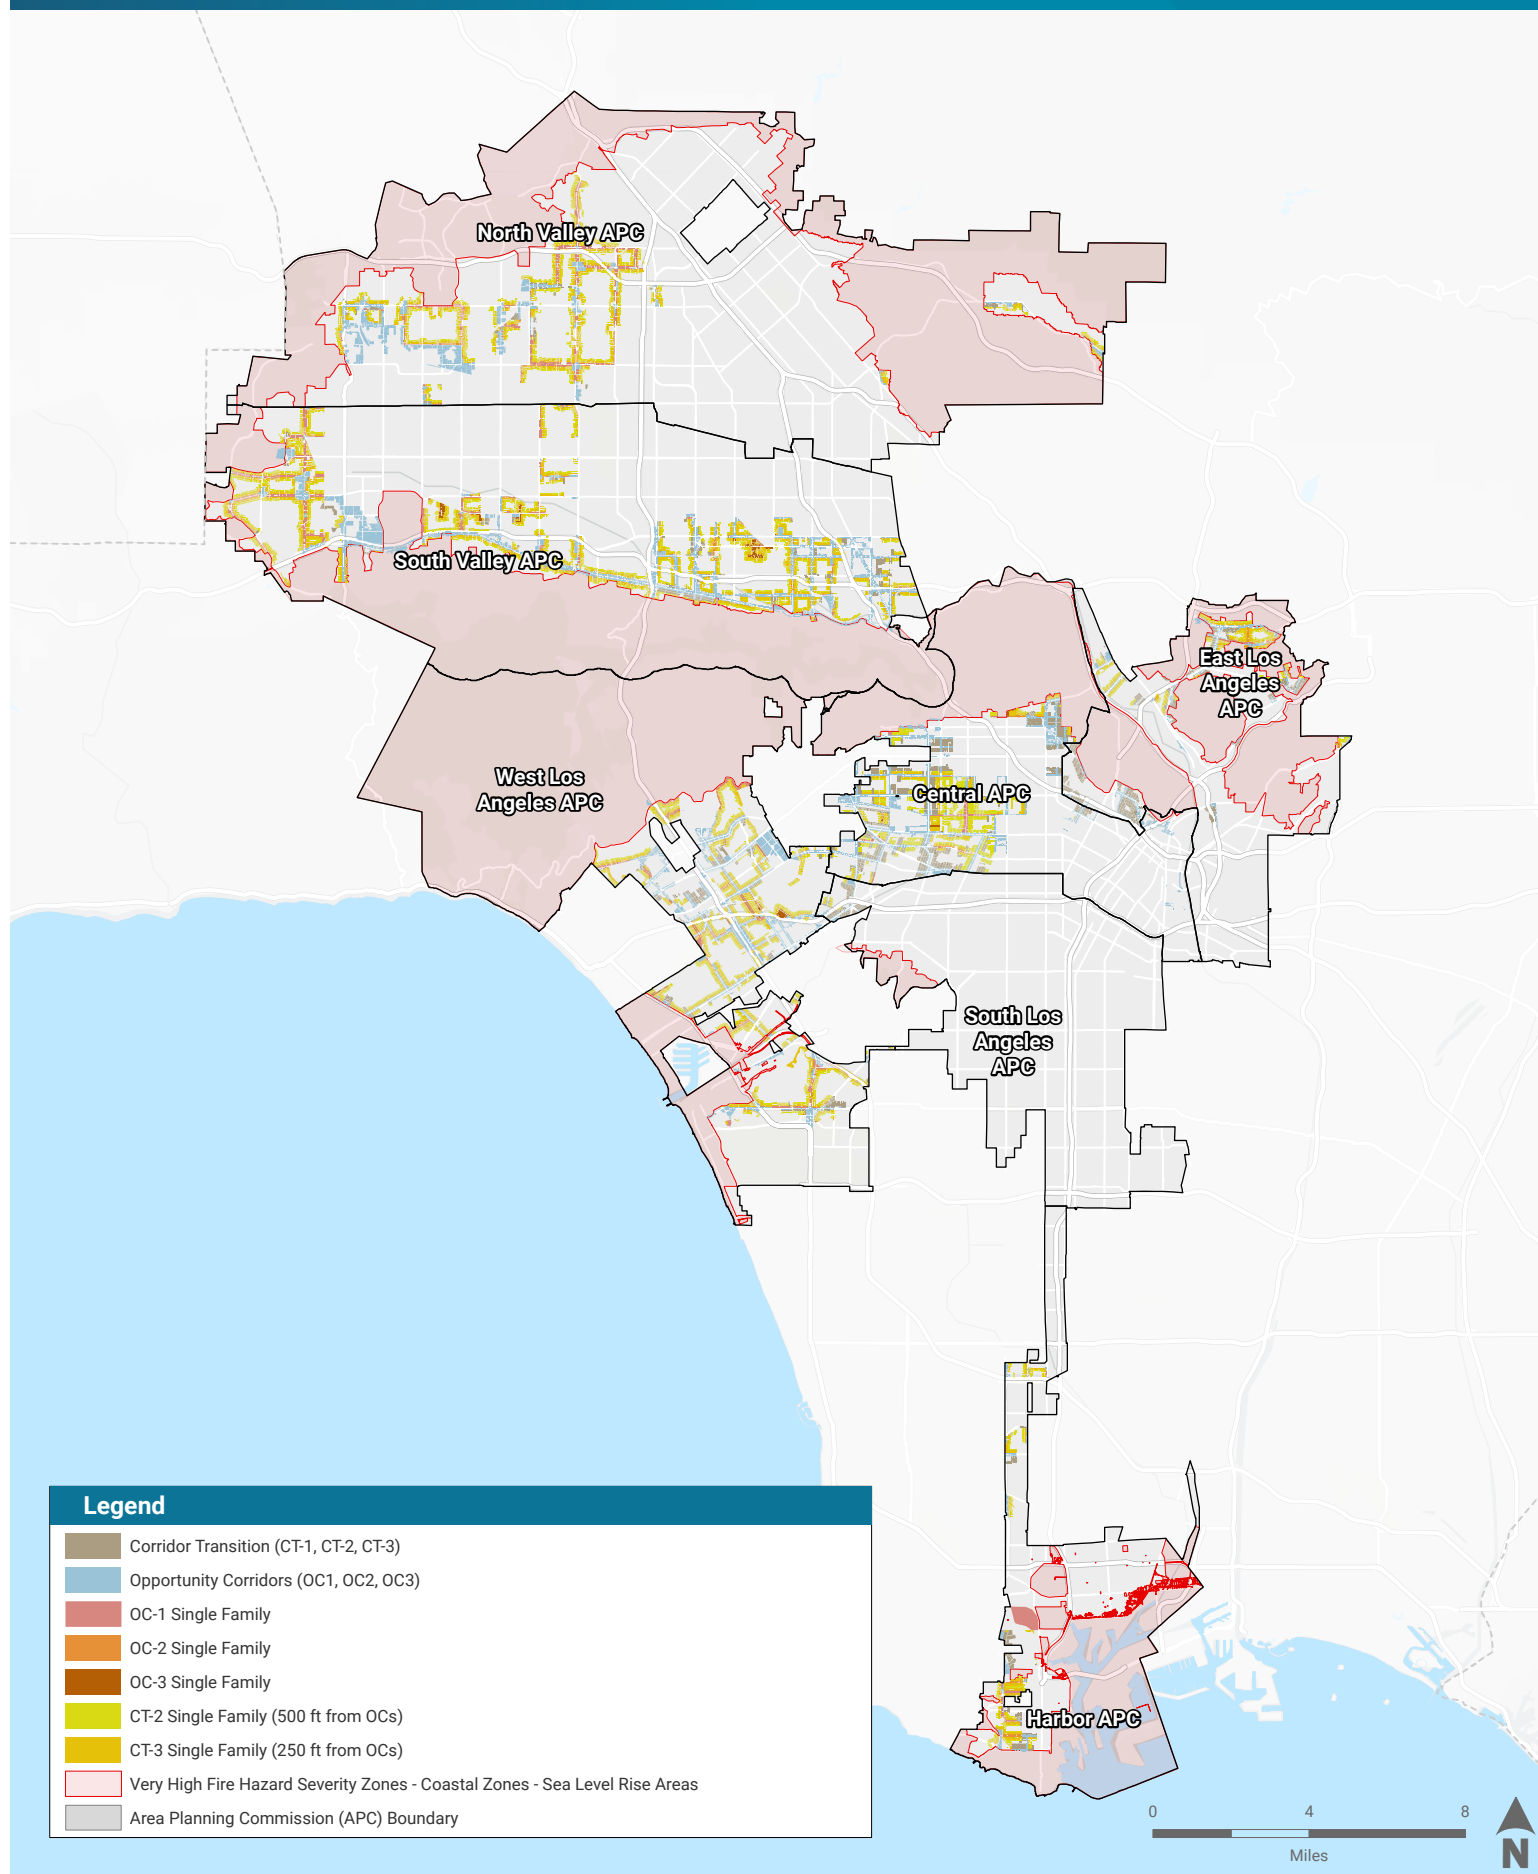 North Valley APC
South Valley APC
East Los
Angeles
APC
West Los
Angeles APC
Central APC
South Los
Angeles
APC
Harbor APC
Legend
Corridor Transition (CT-1, CT-2, CT-3)
Opportunity Corridors (OC1, OC2, OC3)
OC-1 Single Family
OC-2 Single Family
OC-3 Single Family
CT-2 Single Family (500 ft from OCs)
CT-3 Single Family (250 ft from OCs)
Very High Fire Hazard Severity Zones - Coastal Zones - Sea Level Rise Areas
Area Planning Commission (APC) Boundary
0 4 8
Miles
N